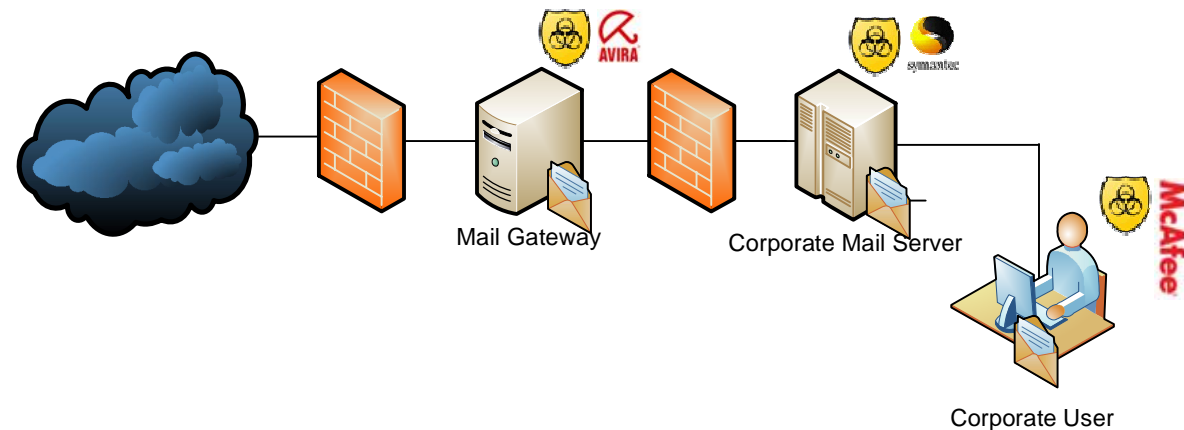 AVIRA
symantec
Mail Gateway
Corporate Mail Server
McAfee
Corporate User